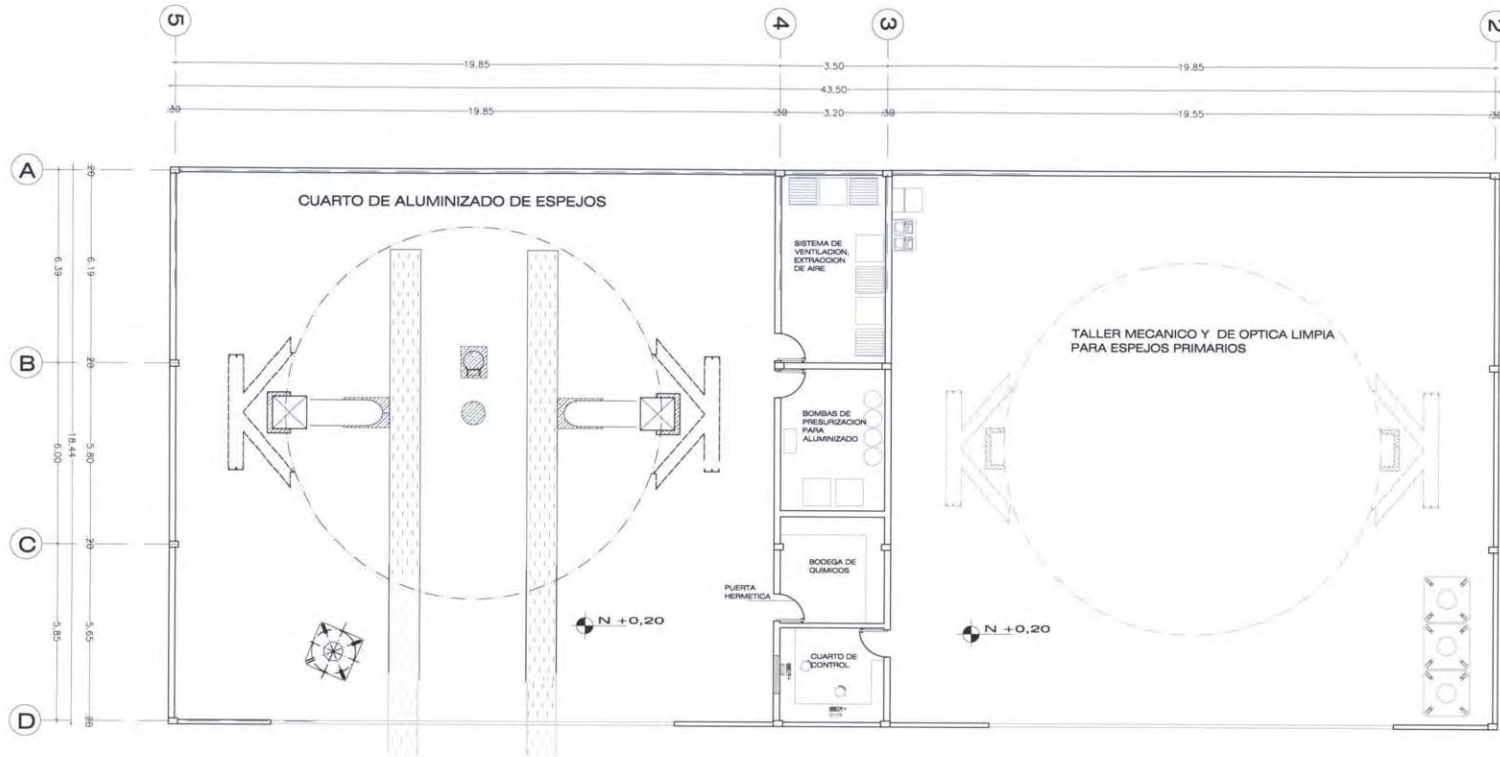 5
4
3
2
19.85
3.50
19.85
43.50
.30
19.85
.30
3.20
.30
19.55
.30
A
B
C
D
.20
6.39
6.19
.20
18.44
6.00
5.80
.20
5.85
5.65
.20
CUARTO DE ALUMINIZADO DE ESPEJOS
SISTEMA DE
VENTILACION,
EXTRACCION
DE AIRE
TALLER MECANICO Y DE OPTICA LIMPIA
PARA ESPEJOS PRIMARIOS
BOMBAS DE
PRESURIZACION
PARA
ALUMINIZADO
BODEGA DE
QUIMICOS
PUERTA
HERMETICA
N +0,20
N +0,20
CUARTO DE
CONTROL